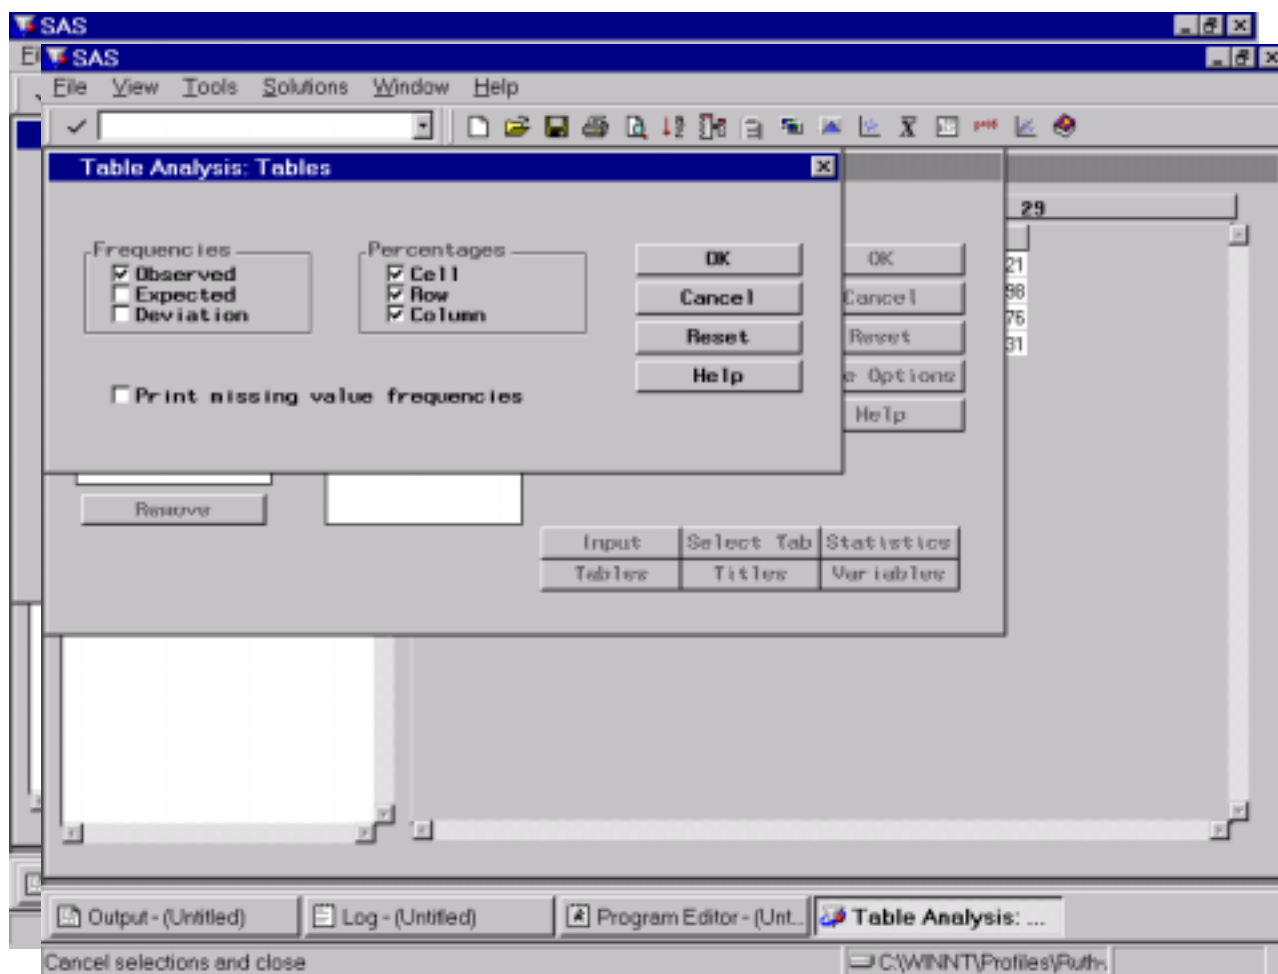 SAS
SAS
File View Tools Solutions Window Help
Table Analysis: Tables
29
Frequencies
Observed
Expected
Deviation
Percentages
Cell
Row
Column
OK
Cancel
Reset
Help
Print missing value frequencies
OK
Cancel
Reset
e Options
Help
21
98
76
31
Remove
Input Select Tab Statistics
Tables Titles Variables
Output - (Untitled) Log - (Untitled) Program Editor - (Unt... Table Analysis: ...
Cancel selections and close C:\WINNT\Profiles\Ruth